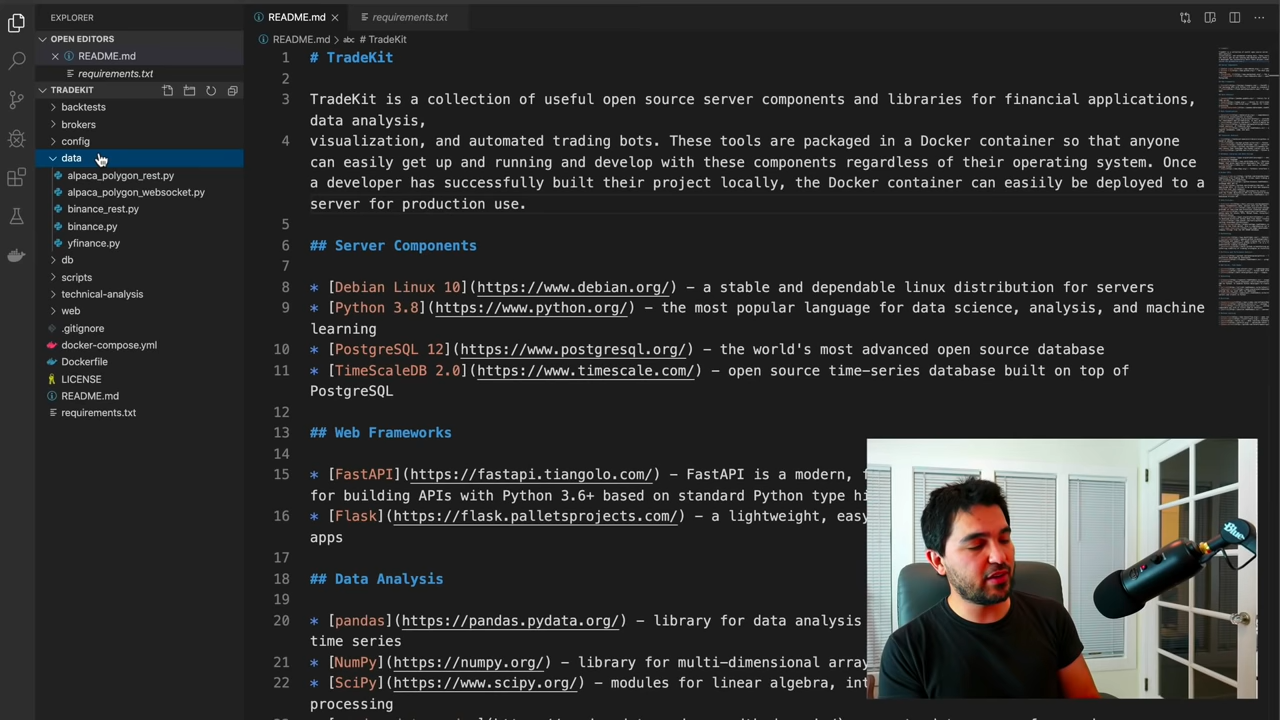 EXPLORER
OPEN EDITORS
README.md
requirements.txt
TRADEKIT
backtests
brokers
config
data
alpaca_polygon_rest.py
alpaca_polygon_websocket.py
binance_rest.py
binance.py
yfinance.py
db
scripts
technical-analysis
web
.gitignore
docker-compose.yml
Dockerfile
LICENSE
README.md
requirements.txt
README.md
requirements.txt
README.md > # TradeKit
1 # TradeKit
2
3 TradeKit is a collection of useful open source server components and libraries for financial applications,
data analysis,
4 visualization, and automated trading bots. These tools are packaged in a Docker container so that anyone
can easily get up and running and develop with these components regardless of their operating system. Once
a developer has successfully built their project locally, the Docker container can easily be deployed to a
server for production use.
5
6 ## Server Components
7
8 * [Debian Linux 10](https://www.debian.org/) – a stable and dependable linux distribution for servers
9 * [Python 3.8](https://www.python.org/) – the most popular language for data science, analysis, and machine
learning
10 * [PostgreSQL 12](https://www.postgresql.org/) – the world's most advanced open source database
11 * [TimeScaleDB 2.0](https://www.timescale.com/) – open source time-series database built on top of
PostgreSQL
12
13 ## Web Frameworks
14
15 * [FastAPI](https://fastapi.tiangolo.com/) – FastAPI is a modern,
for building APIs with Python 3.6+ based on standard Python type
16 * [Flask](https://flask.palletsprojects.com/) – a lightweight,
apps
17
18 ## Data Analysis
19
20 * [pandas](https://pandas.pydata.org/) – library for data analysis
time series
21 * [NumPy](https://numpy.org/) – library for multi-dimensional
22 * [SciPy](https://www.scipy.org/) – modules for linear algebra,
processing
Blue